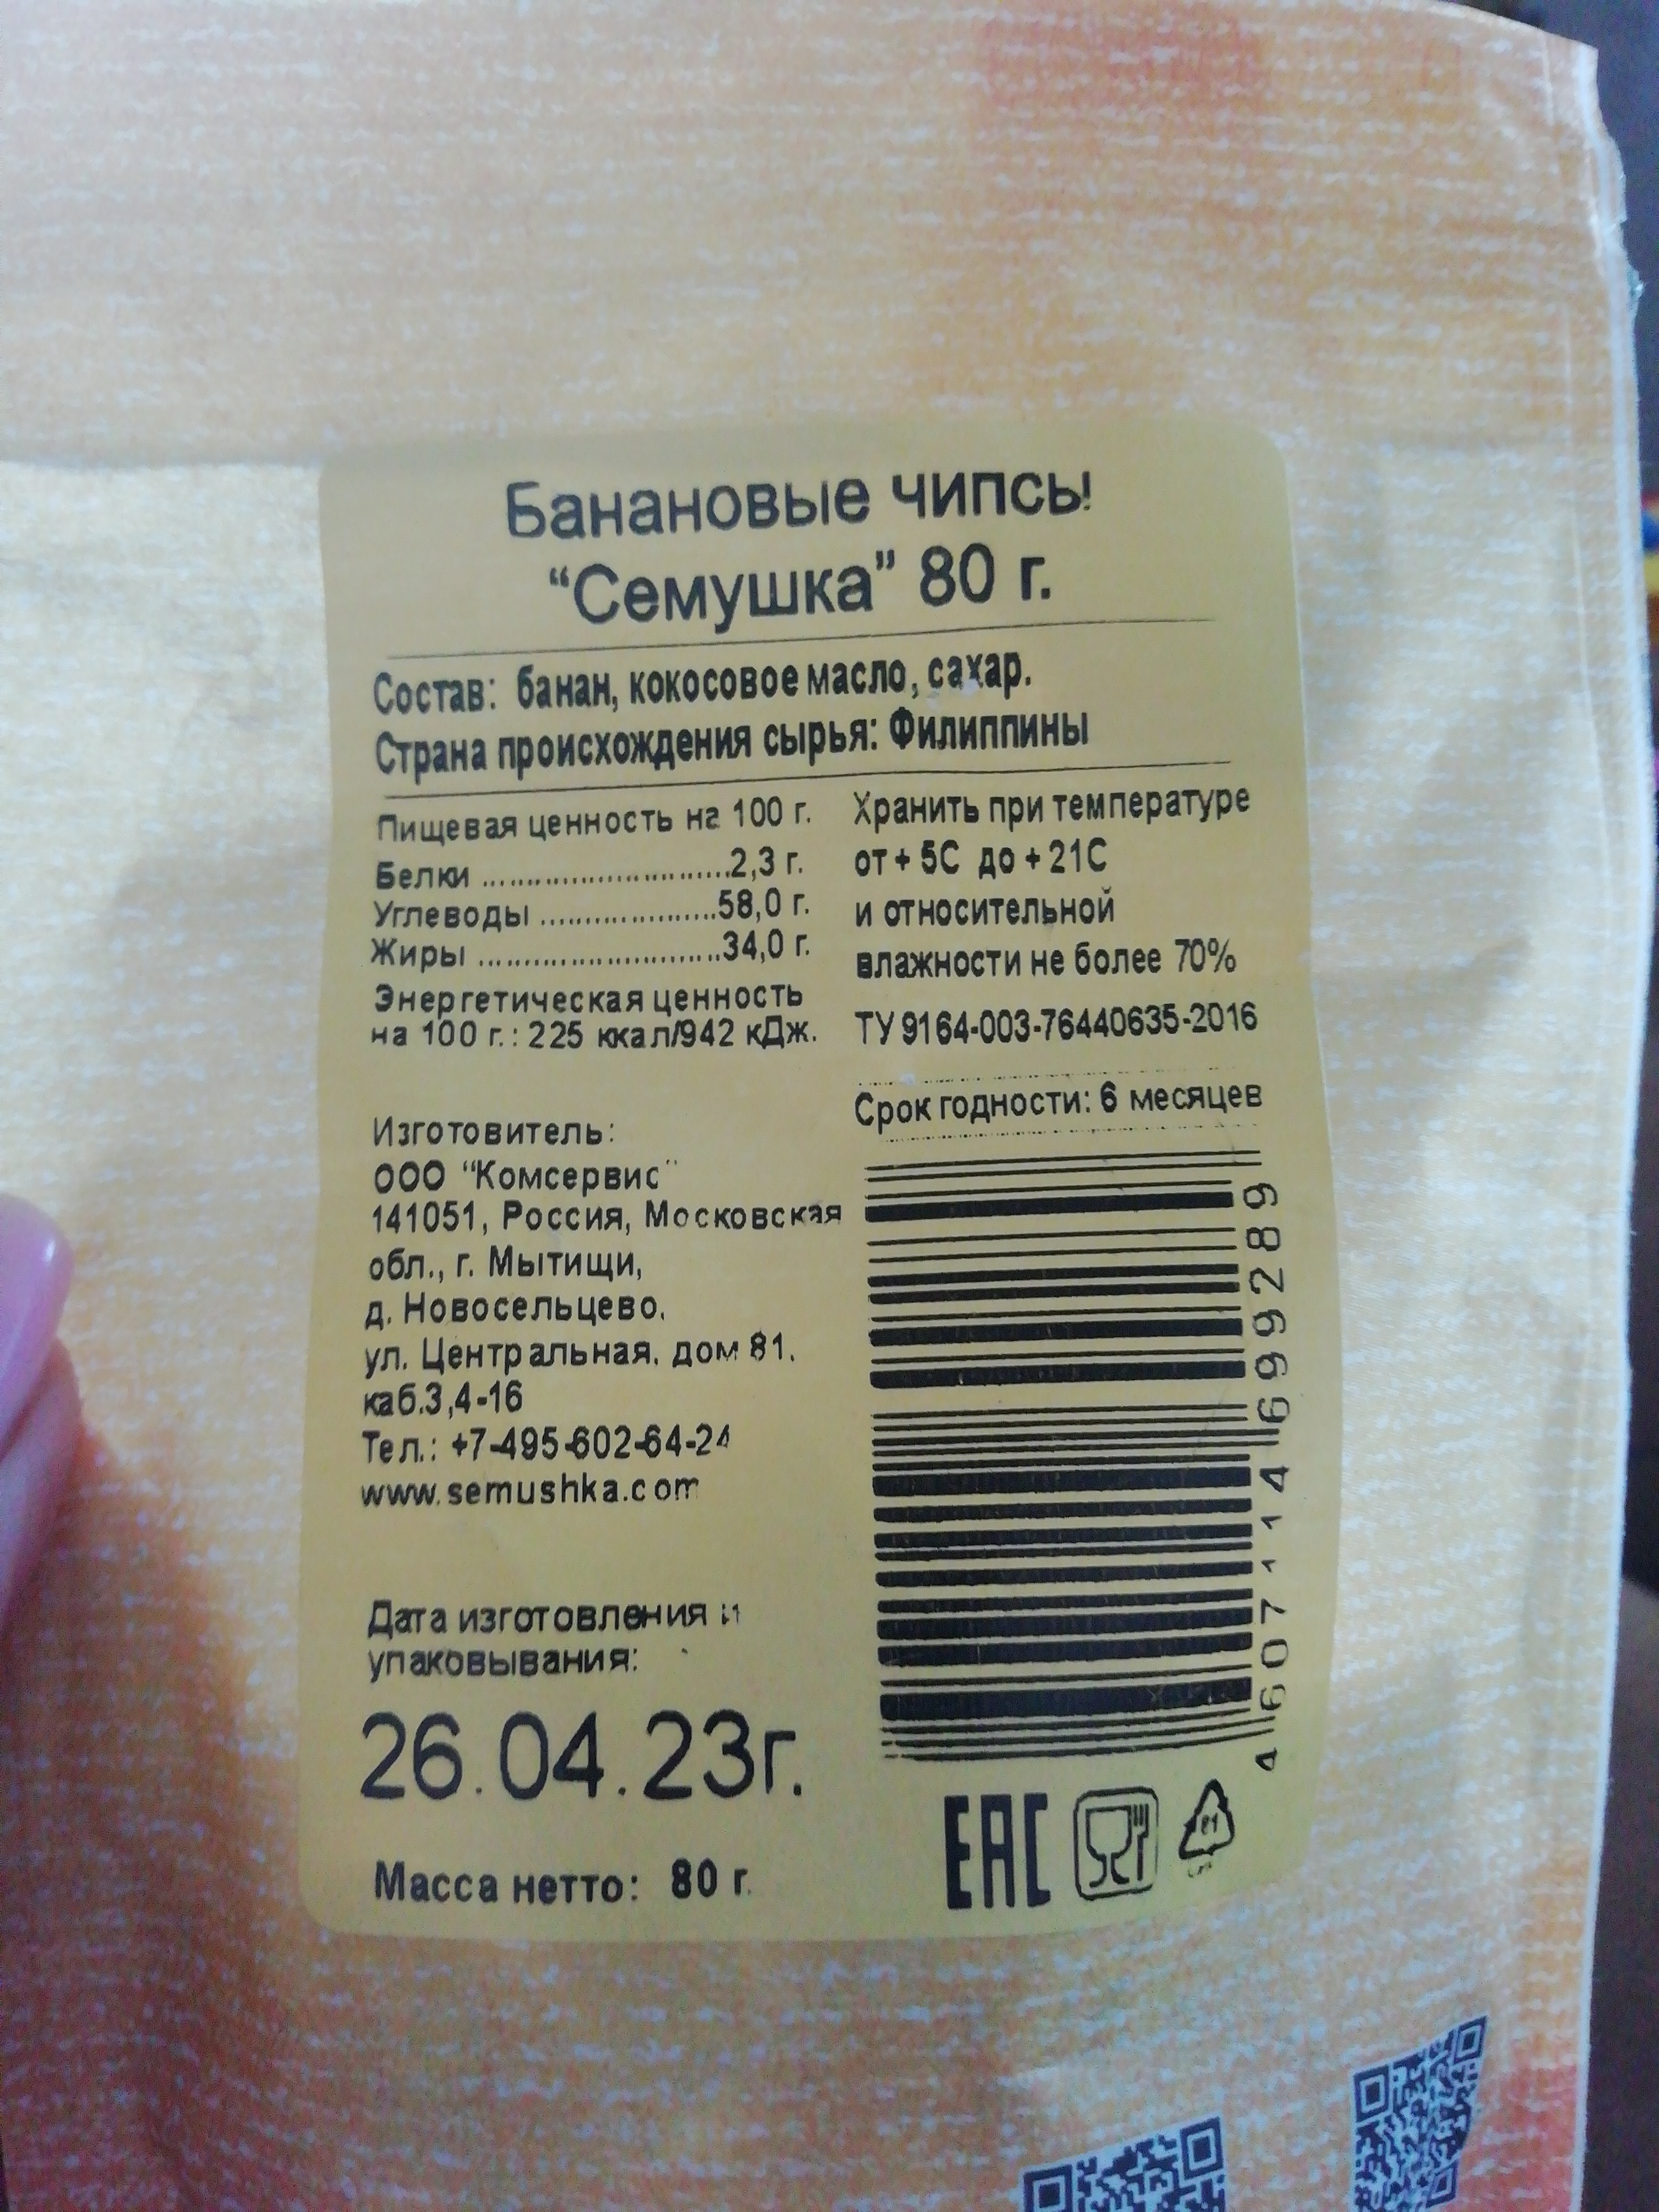 Банановые чипсы
“Семушка” 80 г.
Состав: банан, кокосовое масло, сахар.
Страна происхождения сырья: Филиппины
Пищевая ценность на 100 г.
Белки ............................2,3 г.
Углеводы ....................58,0 г.
Жиры ...........................34,0 г.
Энергетическая ценность
на 100 г.: 225 ккал/942 кДж.
Хранить при температуре
от + 5С до + 21С
и относительной
влажности не более 70%
ТУ 9164-003-76440635-2016
Срок годности: 6 месяцев
Изготовитель:
ООО “Комсервис”
141051, Россия, Московская
обл., г. Мытищи,
д. Новосельцево,
ул. Центральная, дом 81,
каб.3,4-16
Тел.: +7-495-602-64-24
www.semushka.com
Дата изготовления и
упаковывания:
26.04.23г.
Масса нетто: 80 г.
4 607114 699289
EAC